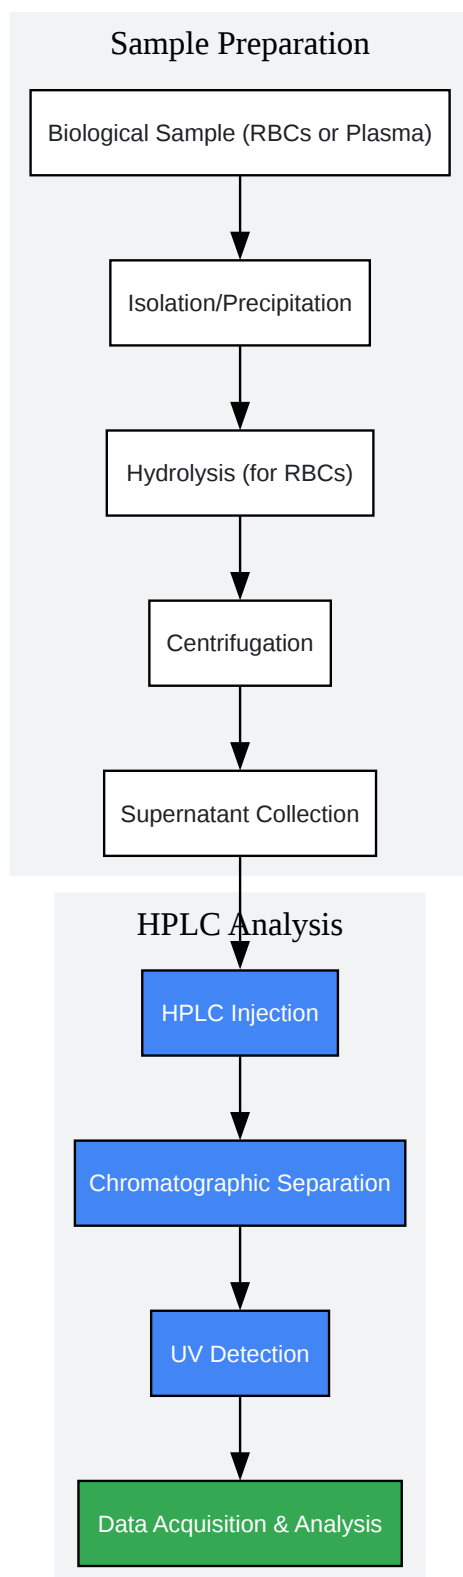 Sample Preparation
Biological Sample (RBCs or Plasma)
Isolation/Precipitation
Hydrolysis (for RBCs)
Centrifugation
Supernatant Collection
HPLC Analysis
HPLC Injection
Chromatographic Separation
UV Detection
Data Acquisition & Analysis